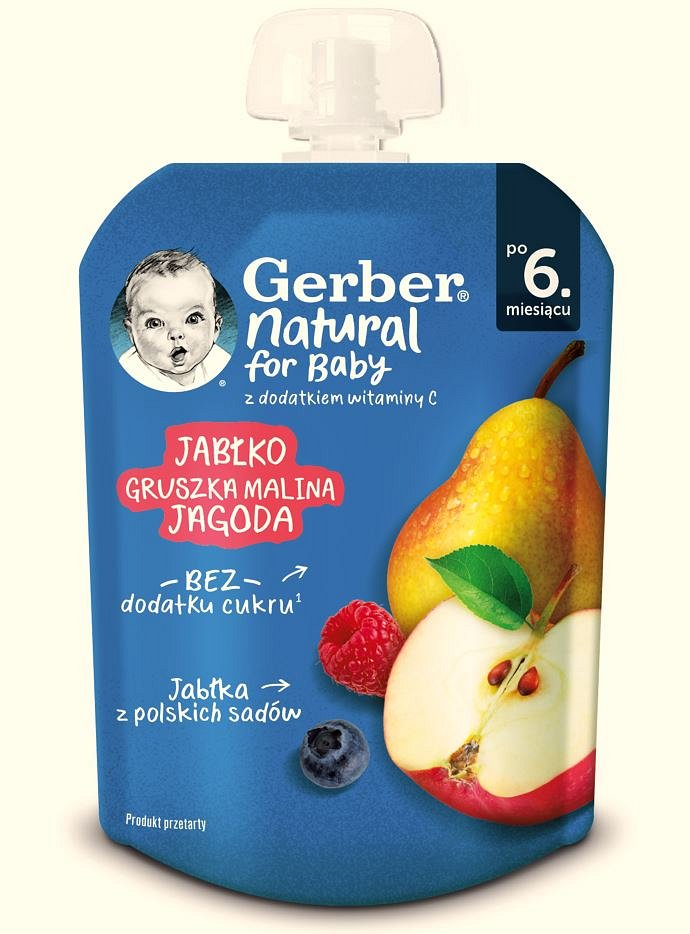 Gerber®
Natural
for Baby
z dodatkiem witaminy C
po
6.
miesiącu
®
JABŁKO
GRUSZKA MALINA
JAGODA
– BEZ –
dodatku cukru¹
Jabłka
z polskich sadów
Produkt przetarty